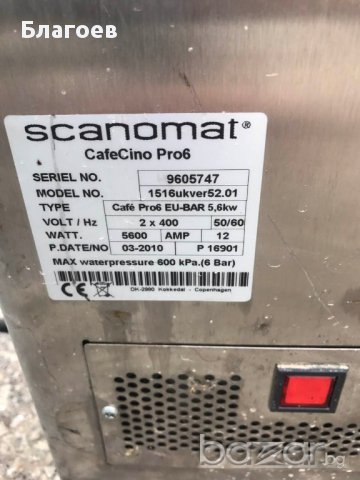 Благоев
scanomat®
CafeCino Pro6
SERIEL NO. 9605747
MODEL NO. 1516ukver52.01
TYPE Café Pro6 EU-BAR 5,6kw
VOLT / Hz 2 x 400 50/60
WATT. 5600 AMP 12
P.DATE/NO 03-2010 P 16901
MAX waterpressure 600 kPa.(6 Bar)
CE DK-2980 Kokkedal - Copenhagen
bazar.bg